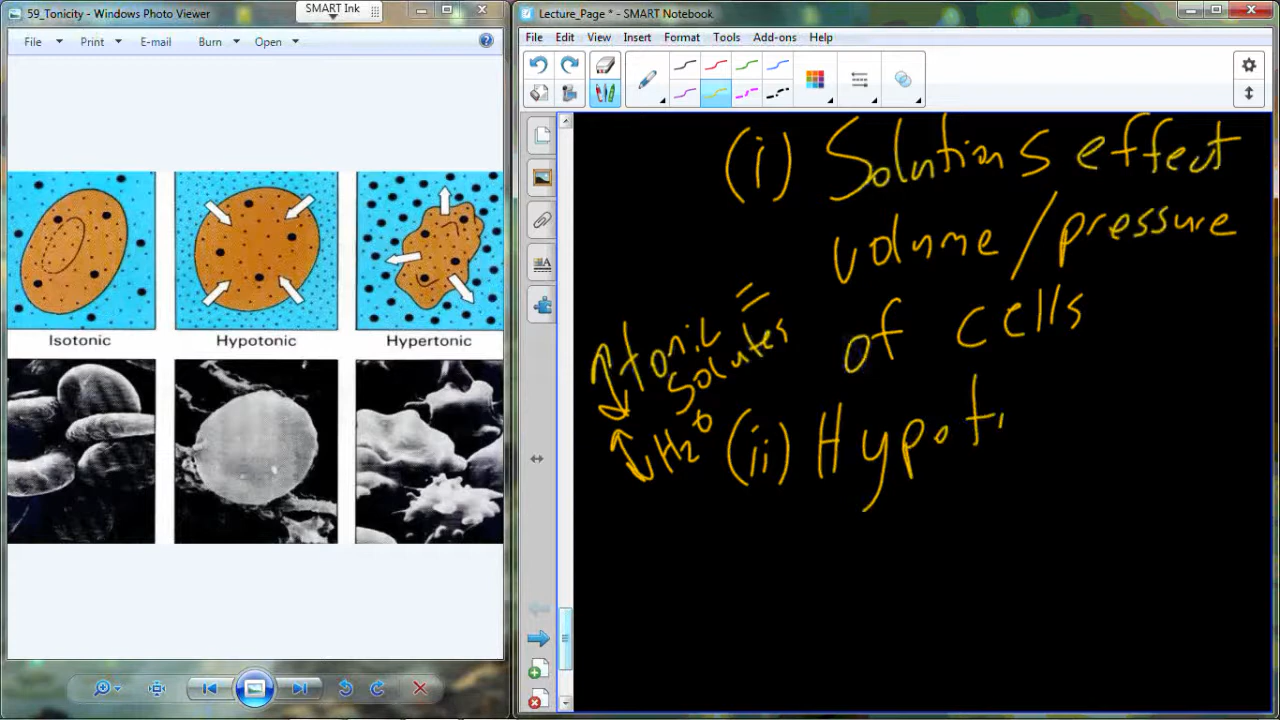 59_Tonicity - Windows Photo Viewer
SMART Ink
File Print E-mail Burn Open
Isotonic
Hypotonic
Hypertonic
Lecture_Page * - SMART Notebook
File Edit View Insert Format Tools Add-ons Help
(i) Solutions effect
volume/pressure
of cells
↑↓tonic =
solutes
↑↓H2O
(ii) Hypot